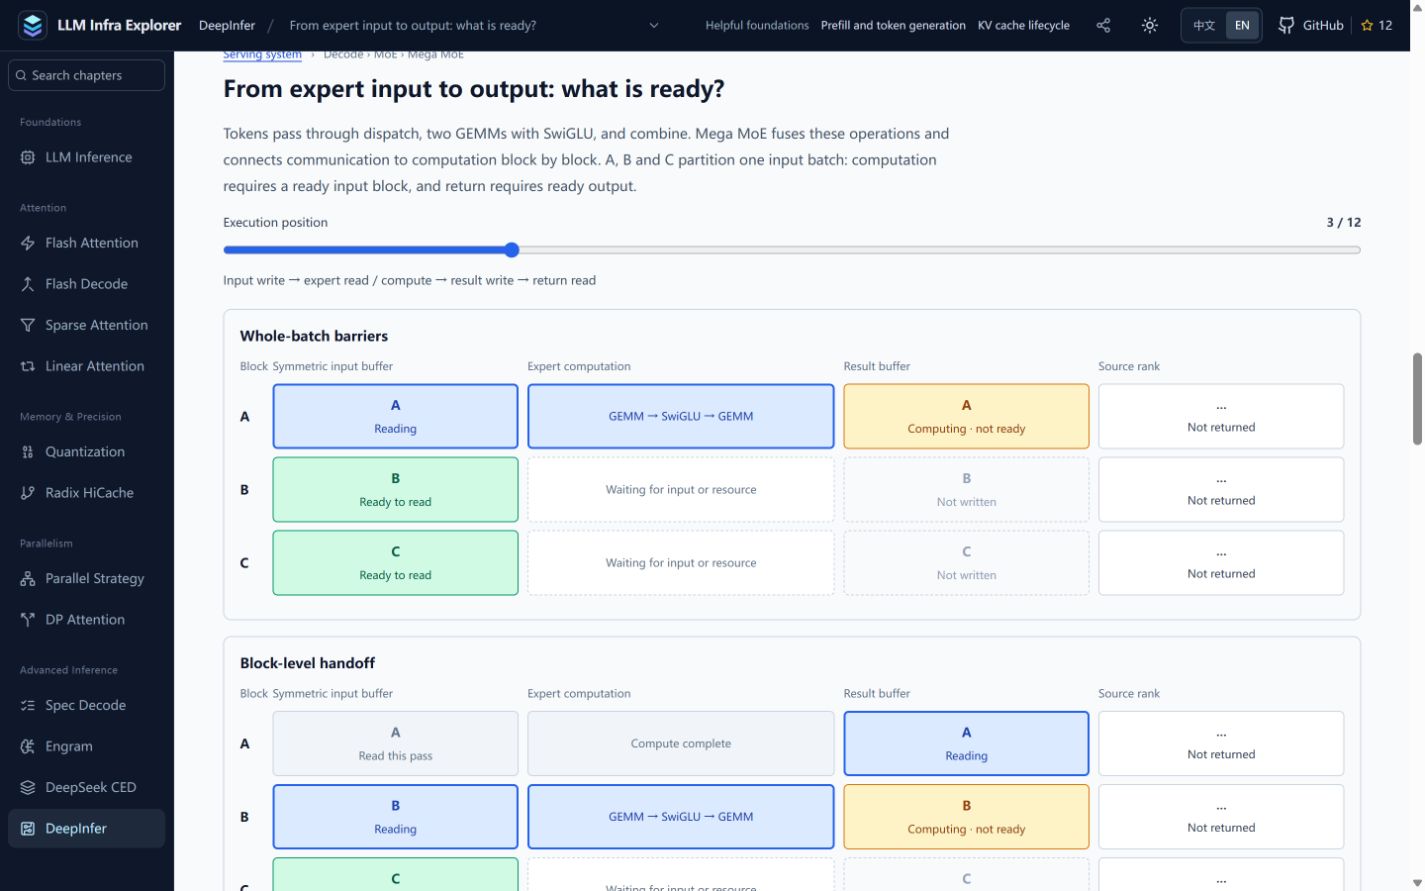 LLM Infra Explorer
DeepInfer / From expert input to output: what is ready?
Helpful foundations Prefill and token generation KV cache lifecycle
中文 EN
GitHub 12
Search chapters
Foundations
LLM Inference
Attention
Flash Attention
Flash Decode
Sparse Attention
Linear Attention
Memory & Precision
Quantization
Radix HiCache
Parallelism
Parallel Strategy
DP Attention
Advanced Inference
Spec Decode
Engram
DeepSeek CED
DeepInfer
Serving system › Decode › MoE › Mega MoE
From expert input to output: what is ready?
Tokens pass through dispatch, two GEMMs with SwiGLU, and combine. Mega MoE fuses these operations and
connects communication to computation block by block. A, B and C partition one input batch: computation
requires a ready input block, and return requires ready output.
Execution position 3 / 12
Input write → expert read / compute → result write → return read
Whole-batch barriers
Block Symmetric input buffer Expert computation Result buffer Source rank
A
A
Reading
GEMM → SwiGLU → GEMM
A
Computing · not ready
...
Not returned
B
B
Ready to read
Waiting for input or resource
B
Not written
...
Not returned
C
C
Ready to read
Waiting for input or resource
C
Not written
...
Not returned
Block-level handoff
Block Symmetric input buffer Expert computation Result buffer Source rank
A
A
Read this pass
Compute complete
A
Reading
...
Not returned
B
B
Reading
GEMM → SwiGLU → GEMM
B
Computing · not ready
...
Not returned
C
C
Waiting for input or resource
C
...